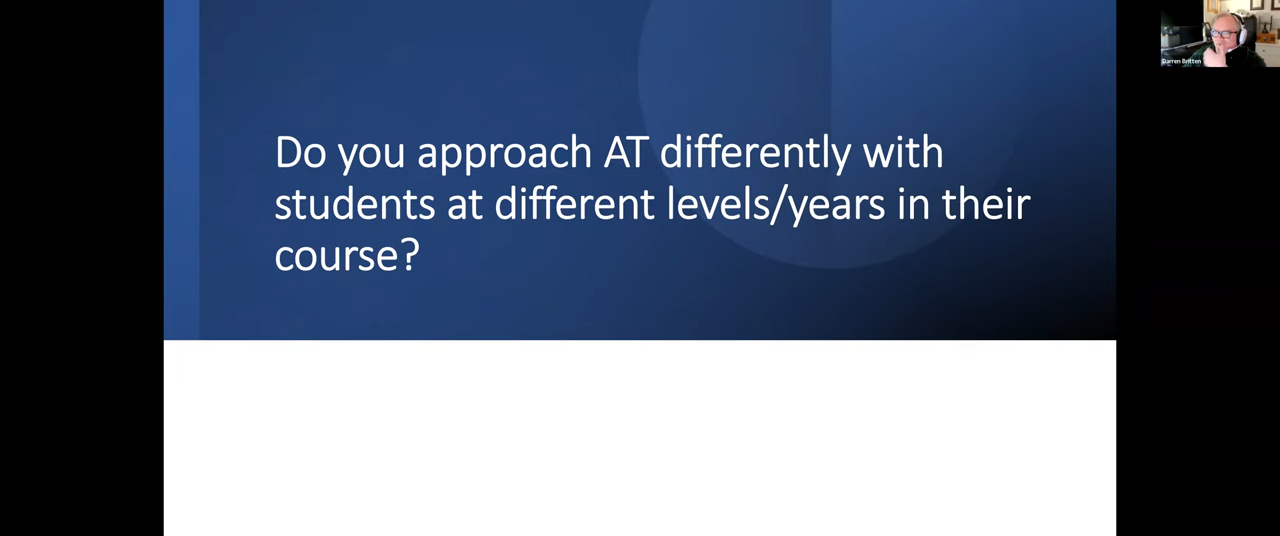 Do you approach AT differently with
students at different levels/years in their
course?
Darren Britten